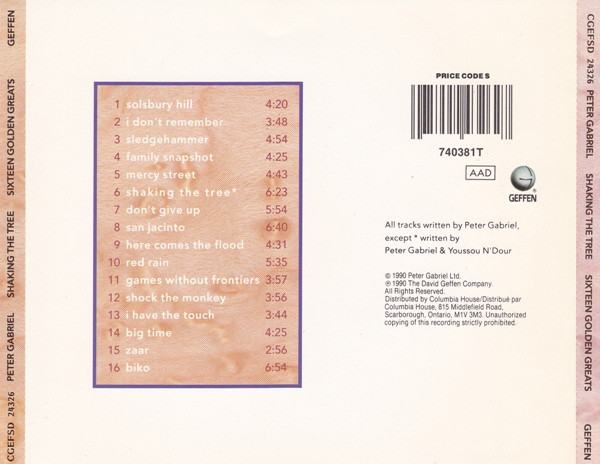 CGEFSD 24326 PETER GABRIEL SHAKING THE TREE SIXTEEN GOLDEN GREATS GEFFEN
1 solsbury hill 4:20
2 i don't remember 3:48
3 sledgehammer 4:54
4 family snapshot 4:25
5 mercy street 4:43
6 shaking the tree* 6:23
7 don't give up 5:54
8 san jacinto 6:40
9 here comes the flood 4:31
10 red rain 5:35
11 games without frontiers 3:57
12 shock the monkey 3:56
13 i have the touch 3:44
14 big time 4:25
15 zaar 2:56
16 biko 6:54
PRICE CODE S
740381T
AAD
GEFFEN
All tracks written by Peter Gabriel,
except * written by
Peter Gabriel & Youssou N'Dour
© 1990 Peter Gabriel Ltd.
℗ 1990 The David Geffen Company.
All Rights Reserved.
Distributed by Columbia House/Distribué par
Columbia House, 815 Middlefield Road,
Scarborough, Ontario, M1V 3M3. Unauthorized
copying of this recording strictly prohibited.
CGEFSD 24326 PETER GABRIEL SHAKING THE TREE SIXTEEN GOLDEN GREATS GEFFEN